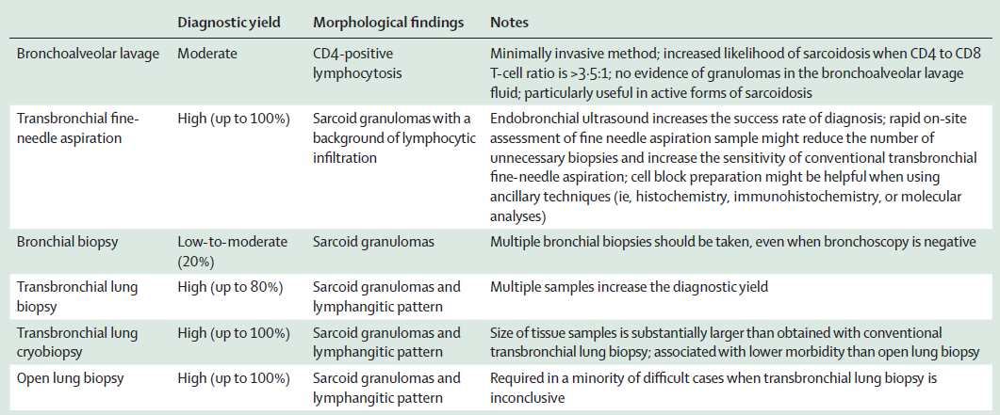 Diagnostic yield Morphological findings Notes
Bronchoalveolar lavage Moderate CD4-positive Minimally invasive method; increased likelihood of sarcoidosis when CD4 to CD8
lymphocytosis T-cell ratio is >3·5:1; no evidence of granulomas in the bronchoalveolar lavage
fluid; particularly useful in active forms of sarcoidosis
Transbronchial fine- High (up to 100%) Sarcoid granulomas with a Endobronchial ultrasound increases the success rate of diagnosis; rapid on-site
needle aspiration background of lymphocytic assessment of fine needle aspiration sample might reduce the number of
infiltration unnecessary biopsies and increase the sensitivity of conventional transbronchial
fine-needle aspiration; cell block preparation might be helpful when using
ancillary techniques (ie, histochemistry, immunohistochemistry, or molecular
analyses)
Bronchial biopsy Low-to-moderate Sarcoid granulomas Multiple bronchial biopsies should be taken, even when bronchoscopy is negative
(20%)
Transbronchial lung High (up to 80%) Sarcoid granulomas and Multiple samples increase the diagnostic yield
biopsy lymphangitic pattern
Transbronchial lung High (up to 100%) Sarcoid granulomas and Size of tissue samples is substantially larger than obtained with conventional
cryobiopsy lymphangitic pattern transbronchial lung biopsy; associated with lower morbidity than open lung biopsy
Open lung biopsy High (up to 100%) Sarcoid granulomas and Required in a minority of difficult cases when transbronchial lung biopsy is
lymphangitic pattern inconclusive